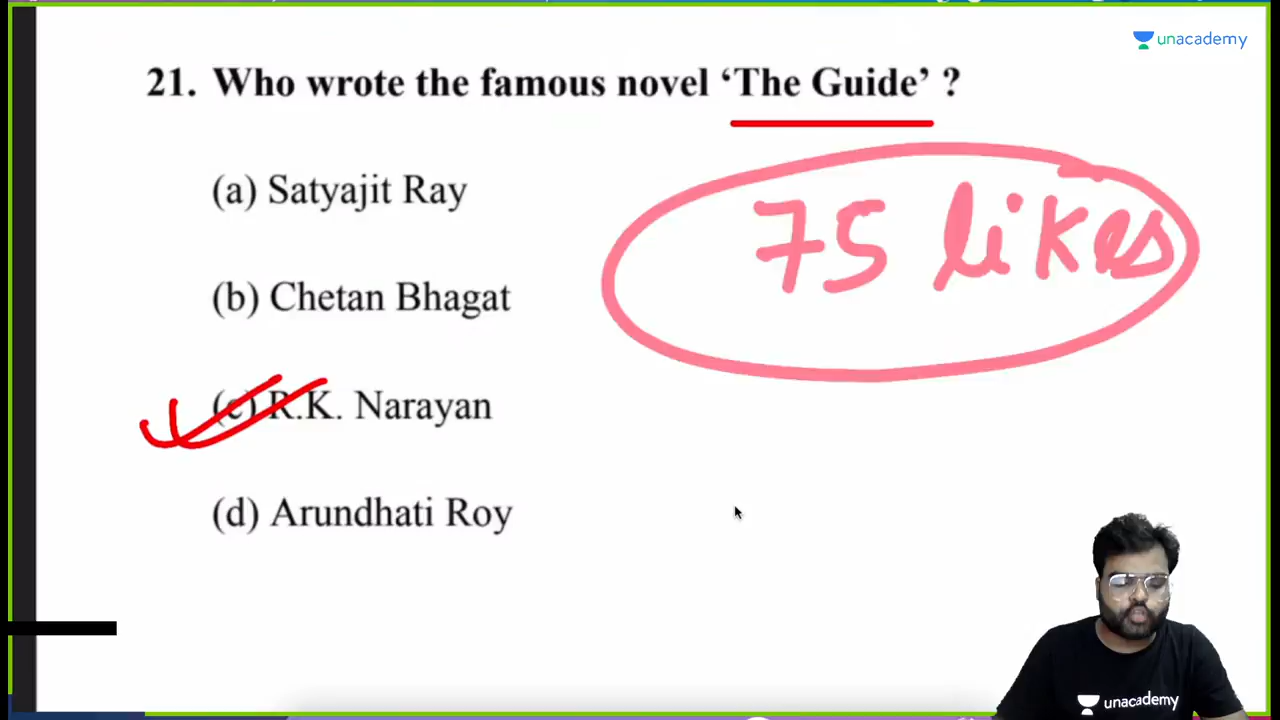 unacademy
21. Who wrote the famous novel ‘The Guide’ ?
(a) Satyajit Ray
75 likes
(b) Chetan Bhagat
(c) R.K. Narayan
(d) Arundhati Roy
unacademy